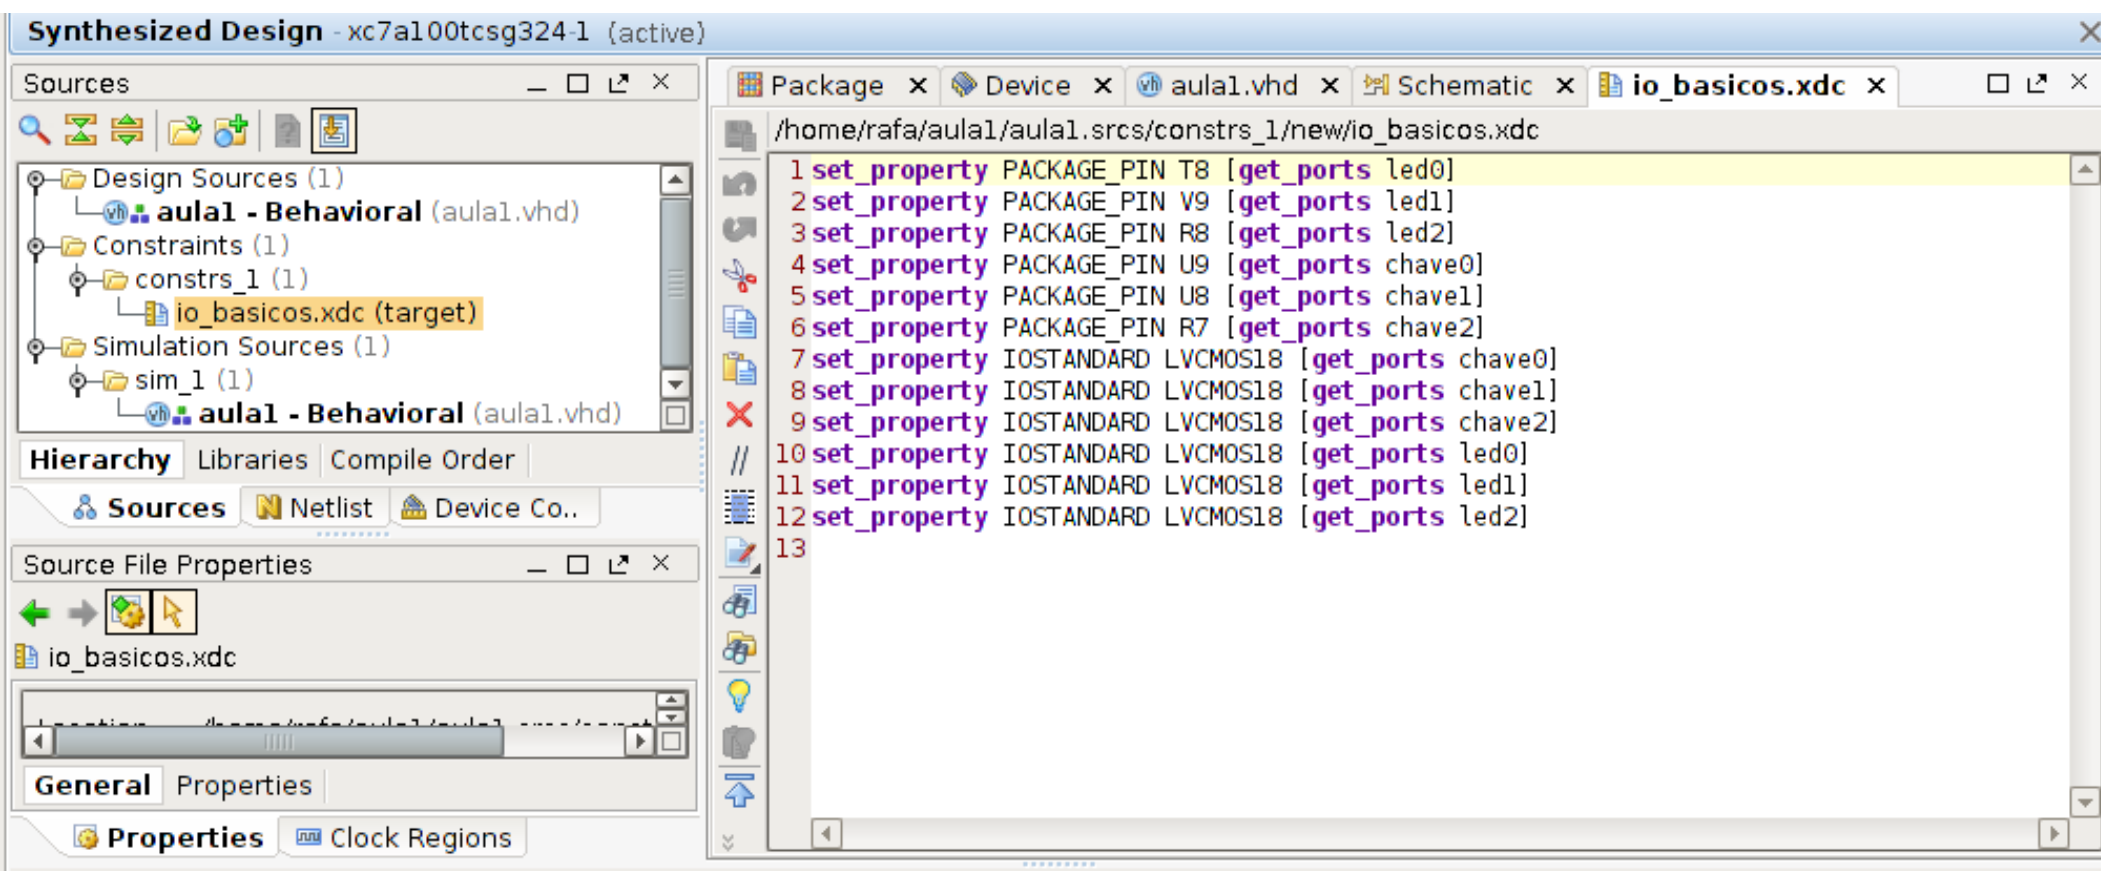 Synthesized Design - xc7a100tcsg324-1 (active)
Sources
Design Sources (1)
aula1 - Behavioral (aula1.vhd)
Constraints (1)
constrs_1 (1)
io_basicos.xdc (target)
Simulation Sources (1)
sim_1 (1)
aula1 - Behavioral (aula1.vhd)
Hierarchy Libraries Compile Order
Sources Netlist Device Co..
Source File Properties
io_basicos.xdc
General Properties
Properties Clock Regions
Package Device aula1.vhd Schematic io_basicos.xdc
/home/rafa/aula1/aula1.srcs/constrs_1/new/io_basicos.xdc
1 set_property PACKAGE_PIN T8 [get_ports led0]
2 set_property PACKAGE_PIN V9 [get_ports led1]
3 set_property PACKAGE_PIN R8 [get_ports led2]
4 set_property PACKAGE_PIN U9 [get_ports chave0]
5 set_property PACKAGE_PIN U8 [get_ports chave1]
6 set_property PACKAGE_PIN R7 [get_ports chave2]
7 set_property IOSTANDARD LVCMOS18 [get_ports chave0]
8 set_property IOSTANDARD LVCMOS18 [get_ports chave1]
9 set_property IOSTANDARD LVCMOS18 [get_ports chave2]
10 set_property IOSTANDARD LVCMOS18 [get_ports led0]
11 set_property IOSTANDARD LVCMOS18 [get_ports led1]
12 set_property IOSTANDARD LVCMOS18 [get_ports led2]
13